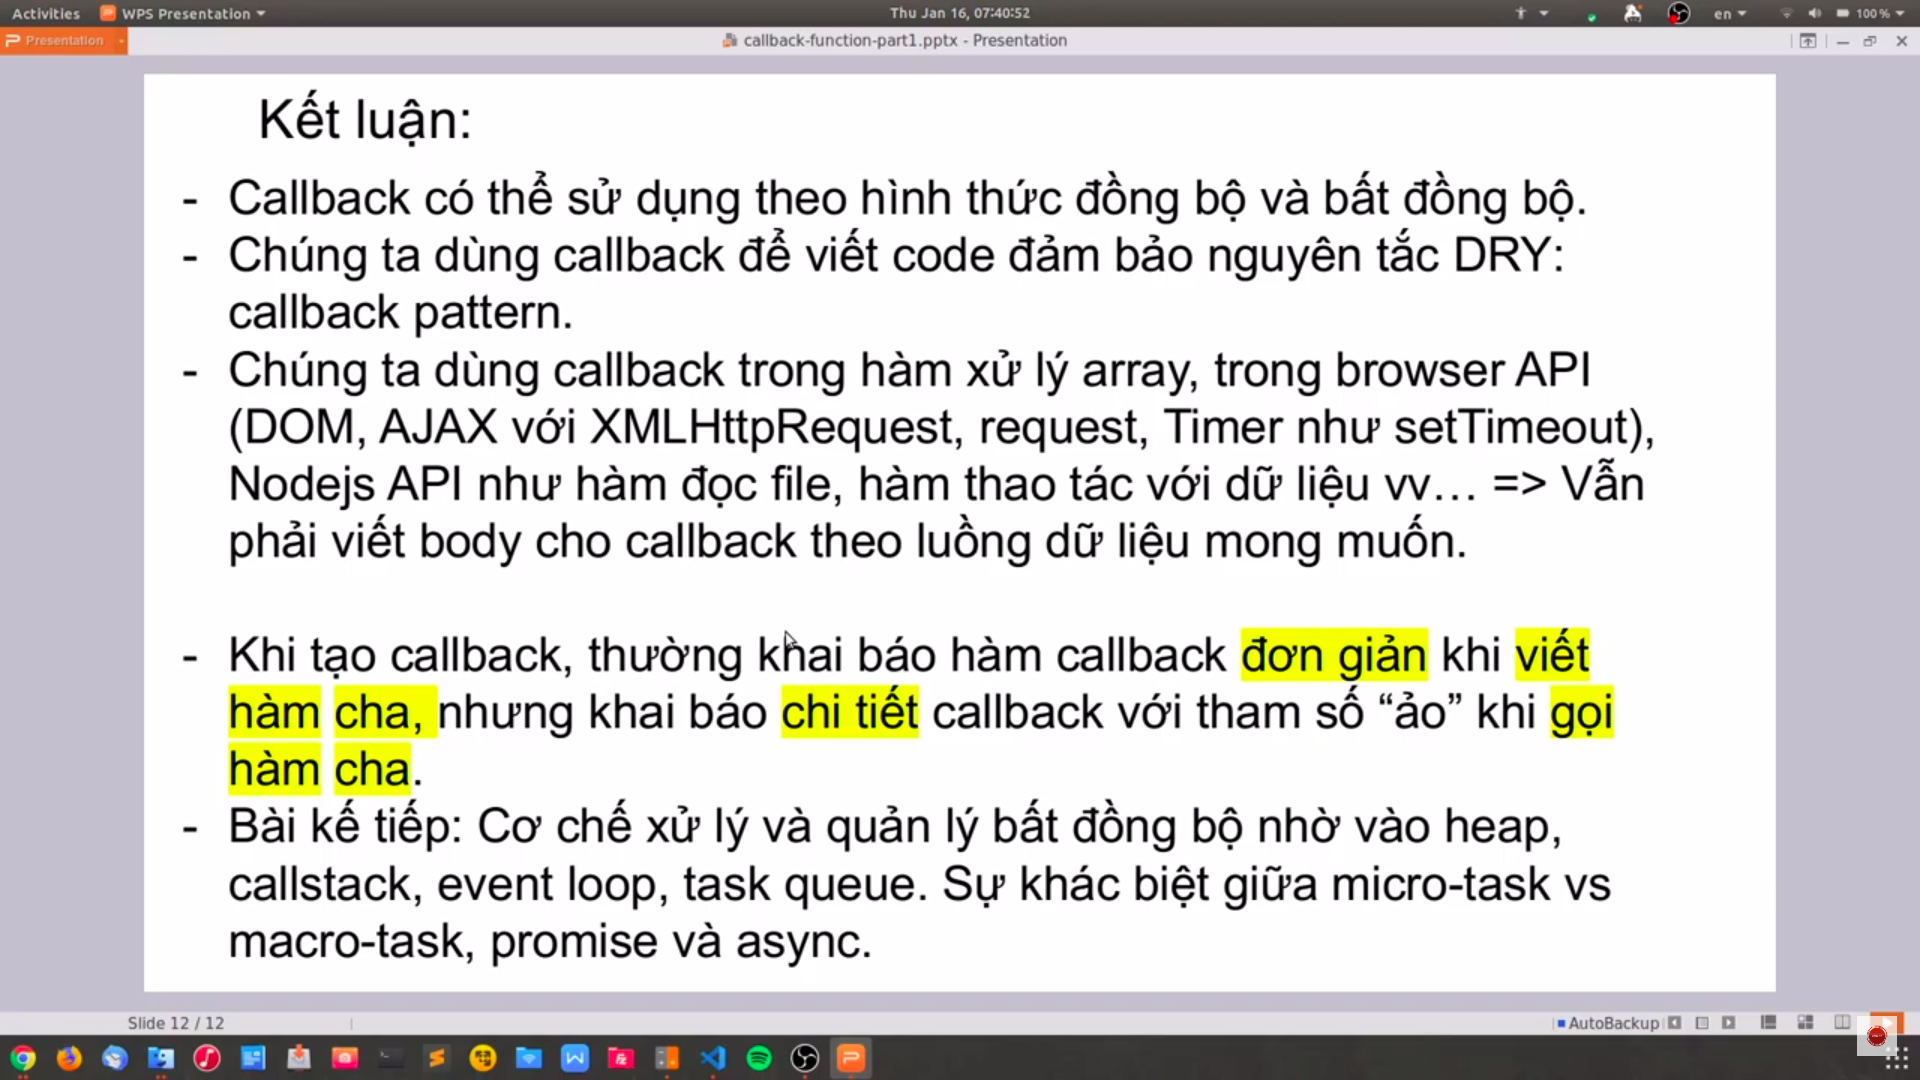 Activities WPS Presentation Thu Jan 16, 07:40:52 en 100 %
Presentation callback-function-part1.pptx - Presentation
Kết luận:
- Callback có thể sử dụng theo hình thức đồng bộ và bất đồng bộ.
- Chúng ta dùng callback để viết code đảm bảo nguyên tắc DRY:
callback pattern.
- Chúng ta dùng callback trong hàm xử lý array, trong browser API
(DOM, AJAX với XMLHttpRequest, request, Timer như setTimeout),
Nodejs API như hàm đọc file, hàm thao tác với dữ liệu vv... => Vẫn
phải viết body cho callback theo luồng dữ liệu mong muốn.
- Khi tạo callback, thường khai báo hàm callback đơn giản khi viết
hàm cha, nhưng khai báo chi tiết callback với tham số “ảo” khi gọi
hàm cha.
- Bài kế tiếp: Cơ chế xử lý và quản lý bất đồng bộ nhờ vào heap,
callstack, event loop, task queue. Sự khác biệt giữa micro-task vs
macro-task, promise và async.
Slide 12 / 12 AutoBackup